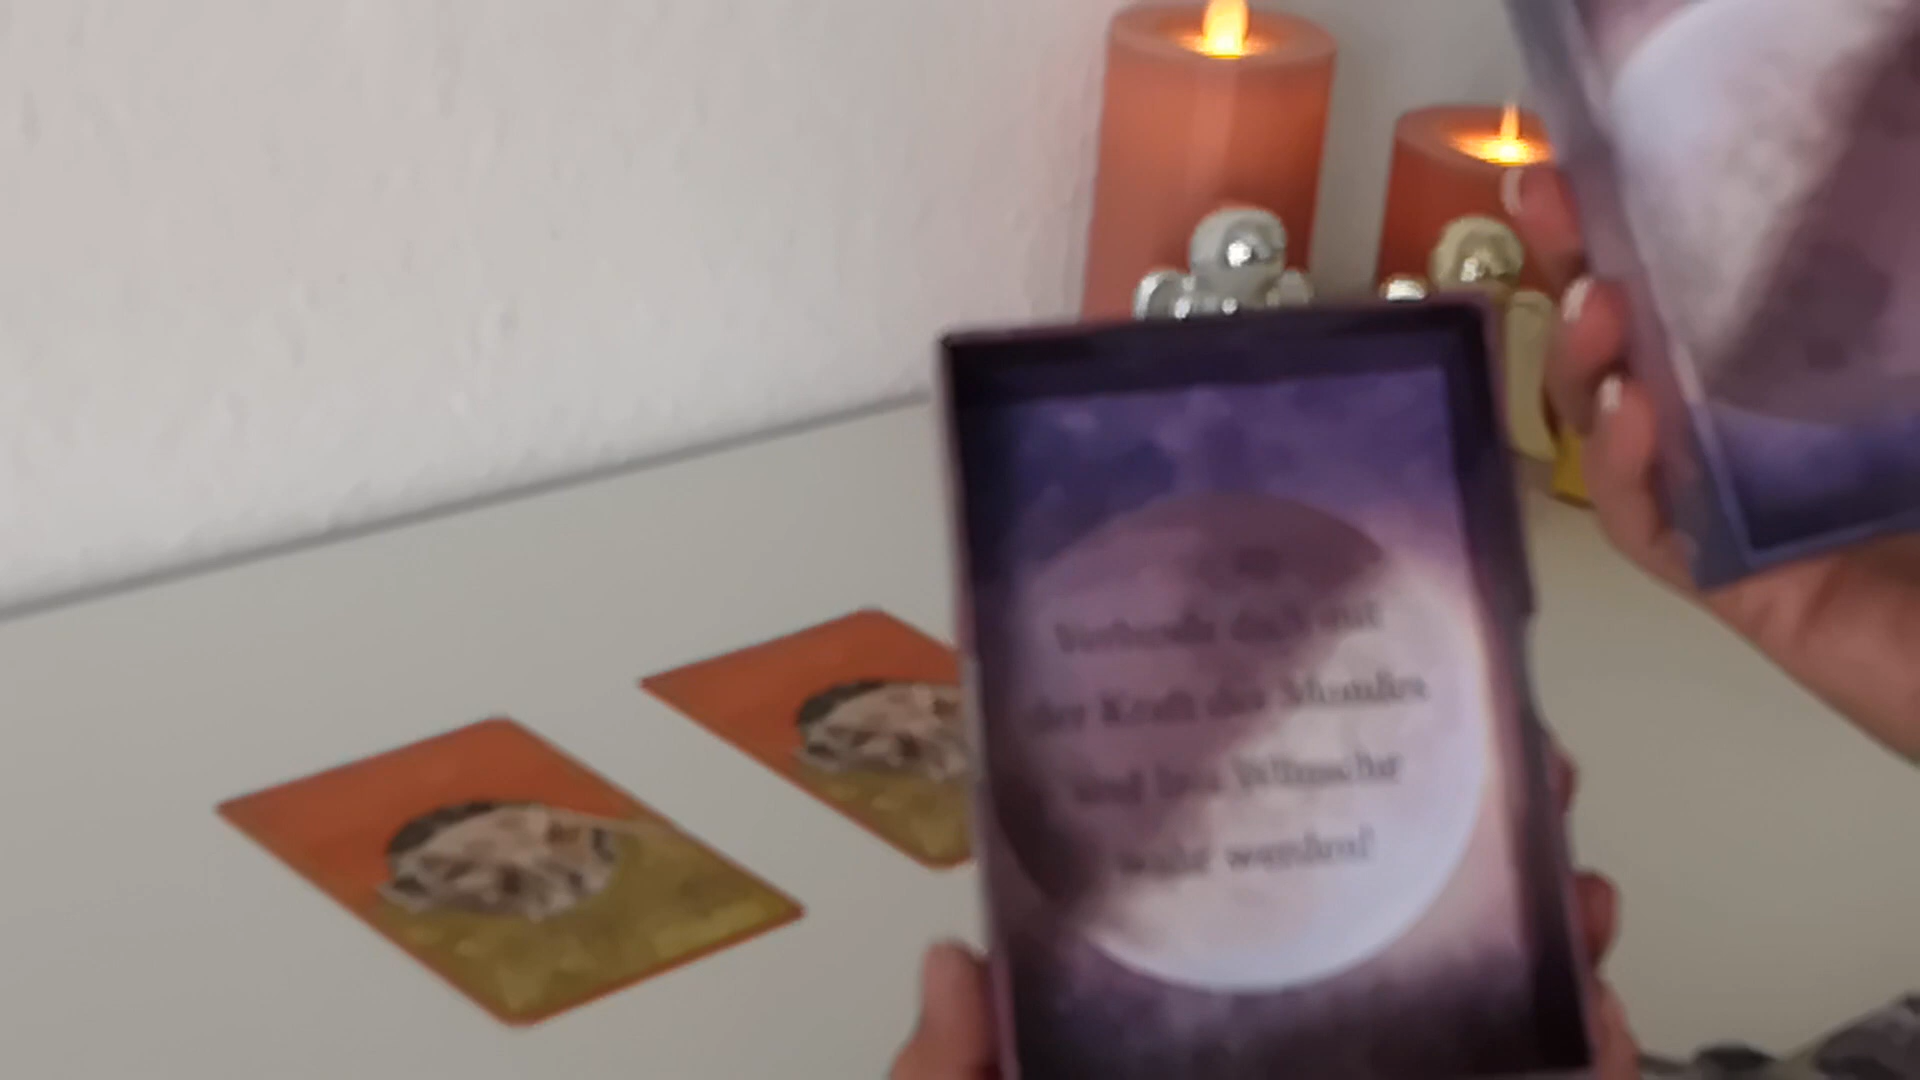 Verbinde dich mit
der Kraft des Mondes
und lass Wünsche
wahr werden!